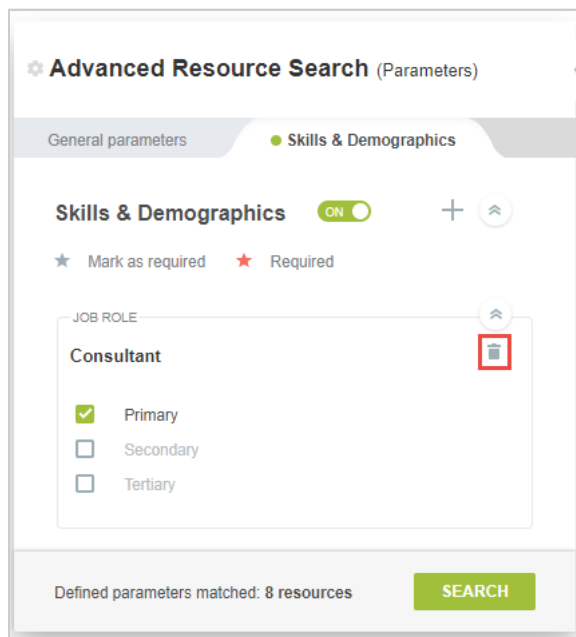 Advanced Resource Search (Parameters)
General parameters
Skills & Demographics
Skills & Demographics
ON
Mark as required
Required
JOB ROLE
Consultant
Primary
Secondary
Tertiary
Defined parameters matched: 8 resources
SEARCH